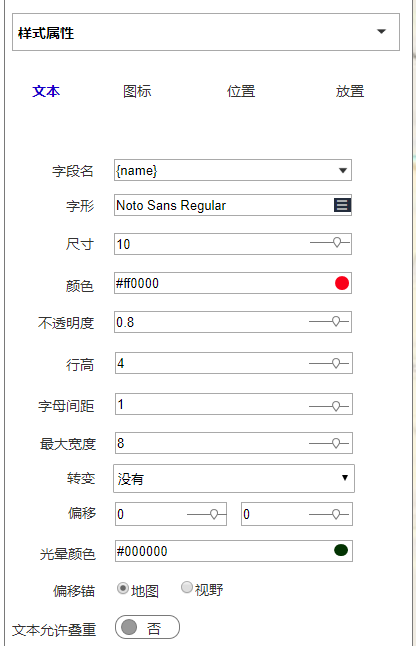 样式属性
文本 图标 位置 放置
字段名 {name}
字形 Noto Sans Regular
尺寸 10
颜色 #ff0000
不透明度 0.8
行高 4
字母间距 1
最大宽度 8
转变 没有
偏移 0 0
光晕颜色 #000000
偏移锚 地图 视野
文本允许叠重 否